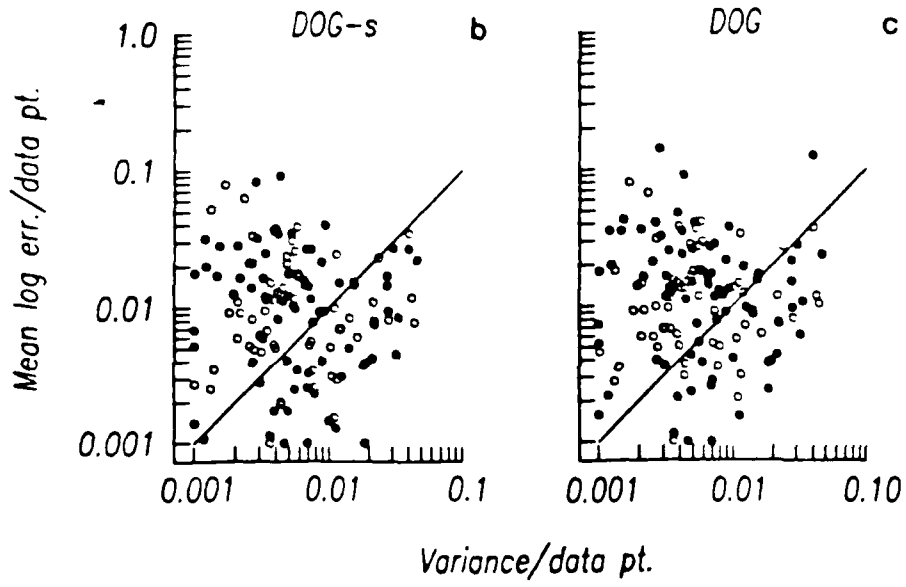 DOG-s b DOG c
1.0
0.1
0.01
0.001
Mean log err./data pt.
0.001 0.01 0.1 0.001 0.01 0.10
Variance/data pt.